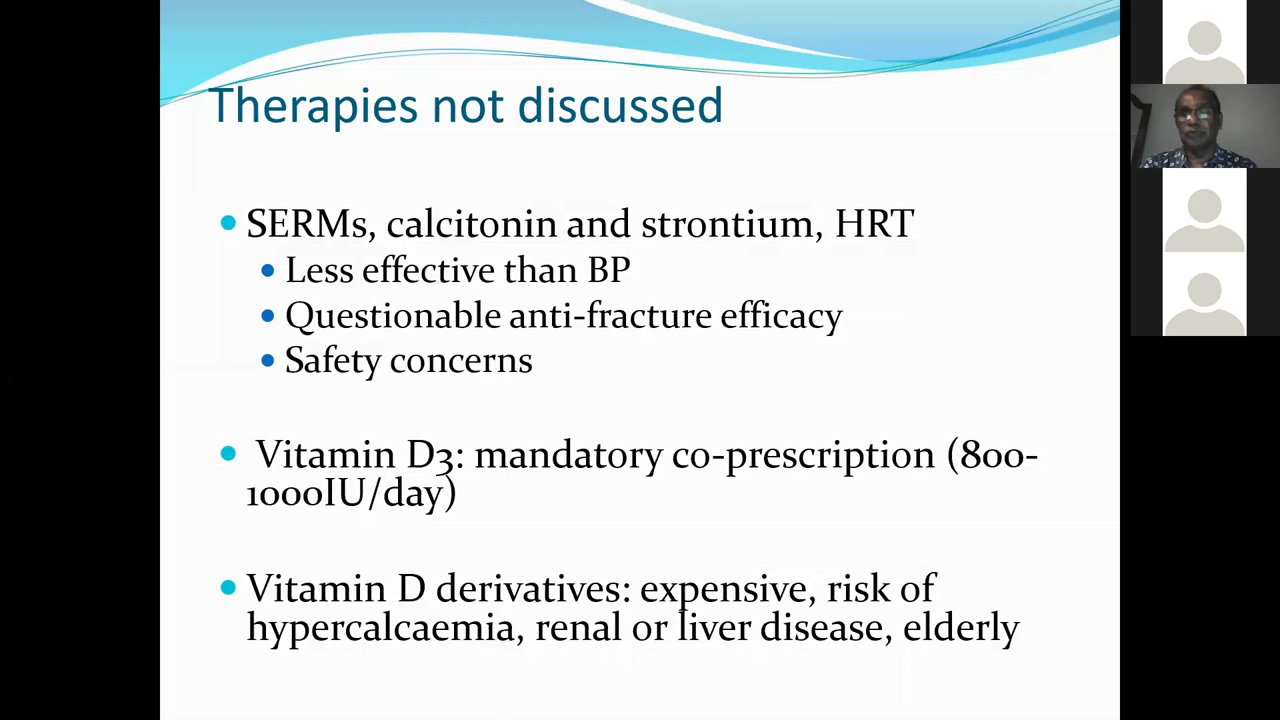 Therapies not discussed
SERMs, calcitonin and strontium, HRT
Less effective than BP
Questionable anti-fracture efficacy
Safety concerns
Vitamin D3: mandatory co-prescription (800-
1000IU/day)
Vitamin D derivatives: expensive, risk of
hypercalcaemia, renal or liver disease, elderly